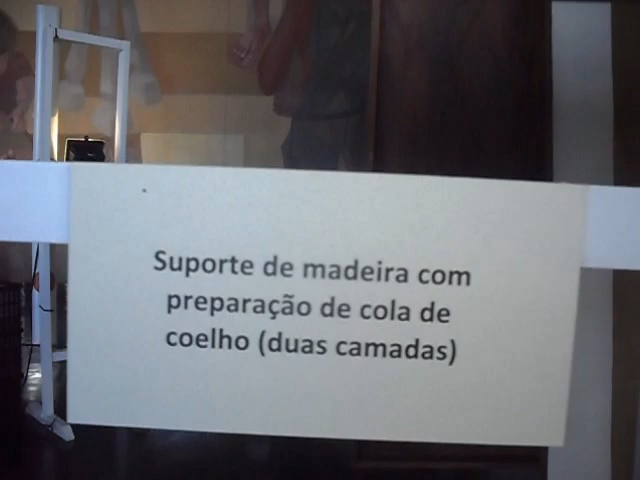 Suporte de madeira com
preparação de cola de
coelho (duas camadas)